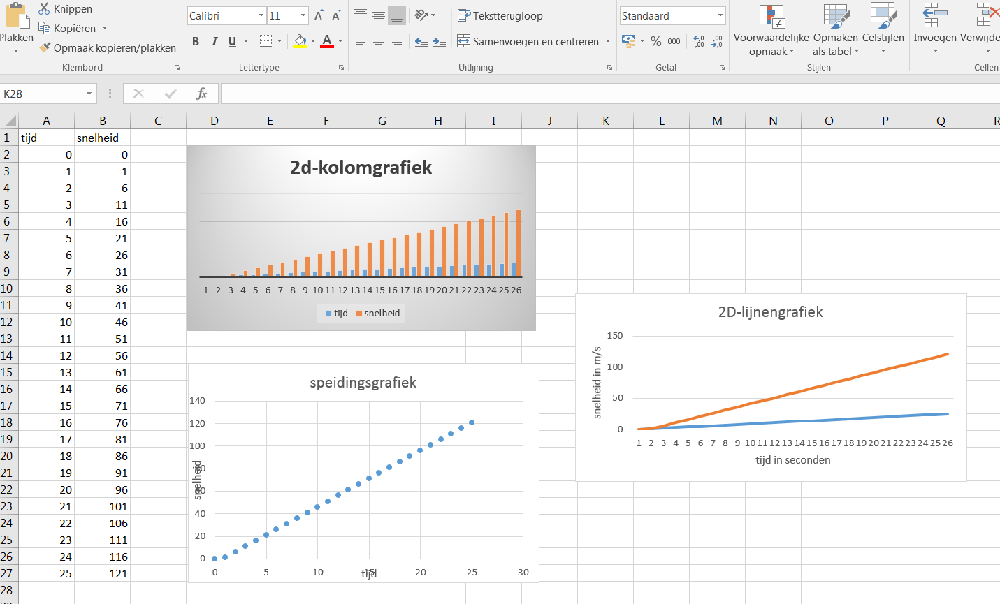 Knippen
Kopiëren
Opmaak kopiëren/plakken
Plakken
Klembord
Calibri 11 A A
B I U A
Lettertype
Tekstterugloop
Samenvoegen en centreren
Uitlijning
Standaard
% 000 ,00 ,00
Getal
Voorwaardelijke opmaak
Opmaken als tabel
Celstijlen
Stijlen
Invoegen Verwijde
Cellen
K28 fx
A B C D E F G H I J K L M N O P Q R
1 tijd snelheid
2 0 0
3 1 1
4 2 6
5 3 11
6 4 16
7 5 21
8 6 26
9 7 31
10 8 36
11 9 41
12 10 46
13 11 51
14 12 56
15 13 61
16 14 66
17 15 71
18 16 76
19 17 81
20 18 86
21 19 91
22 20 96
23 21 101
24 22 106
25 23 111
26 24 116
27 25 121
28
2d-kolomgrafiek
1 2 3 4 5 6 7 8 9 10 11 12 13 14 15 16 17 18 19 20 21 22 23 24 25 26
tijd snelheid
speidingsgrafiek
140
120
100
80
60
40
20
0
snelheid
0 5 10 15 20 25 30
tijd
2D-lijnengrafiek
150
100
50
0
snelheid in m/s
1 2 3 4 5 6 7 8 9 10 11 12 13 14 15 16 17 18 19 20 21 22 23 24 25 26
tijd in seconden